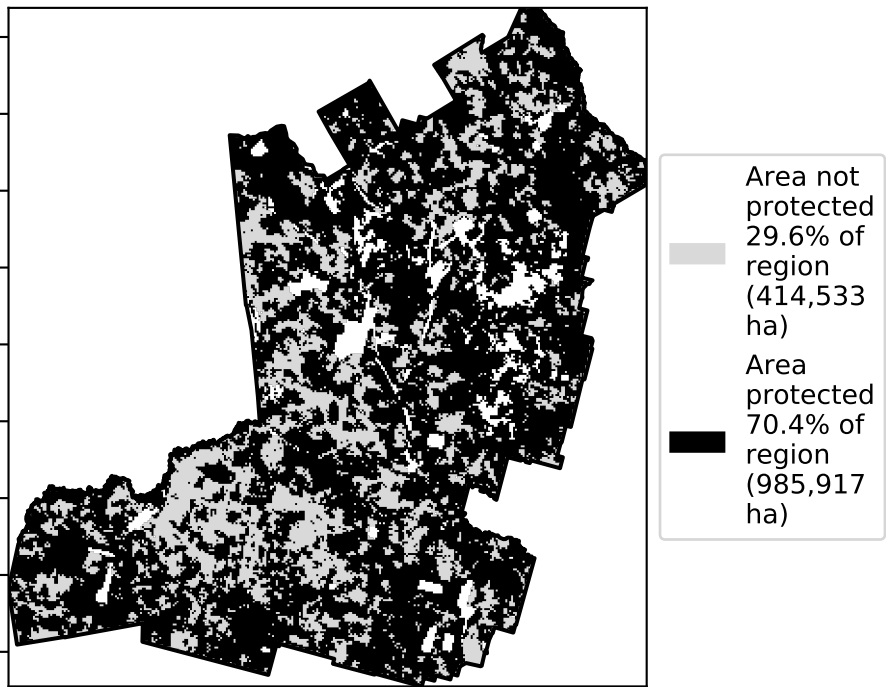 Area not
protected
29.6% of
region
(414,533
ha)
Area
protected
70.4% of
region
(985,917
ha)